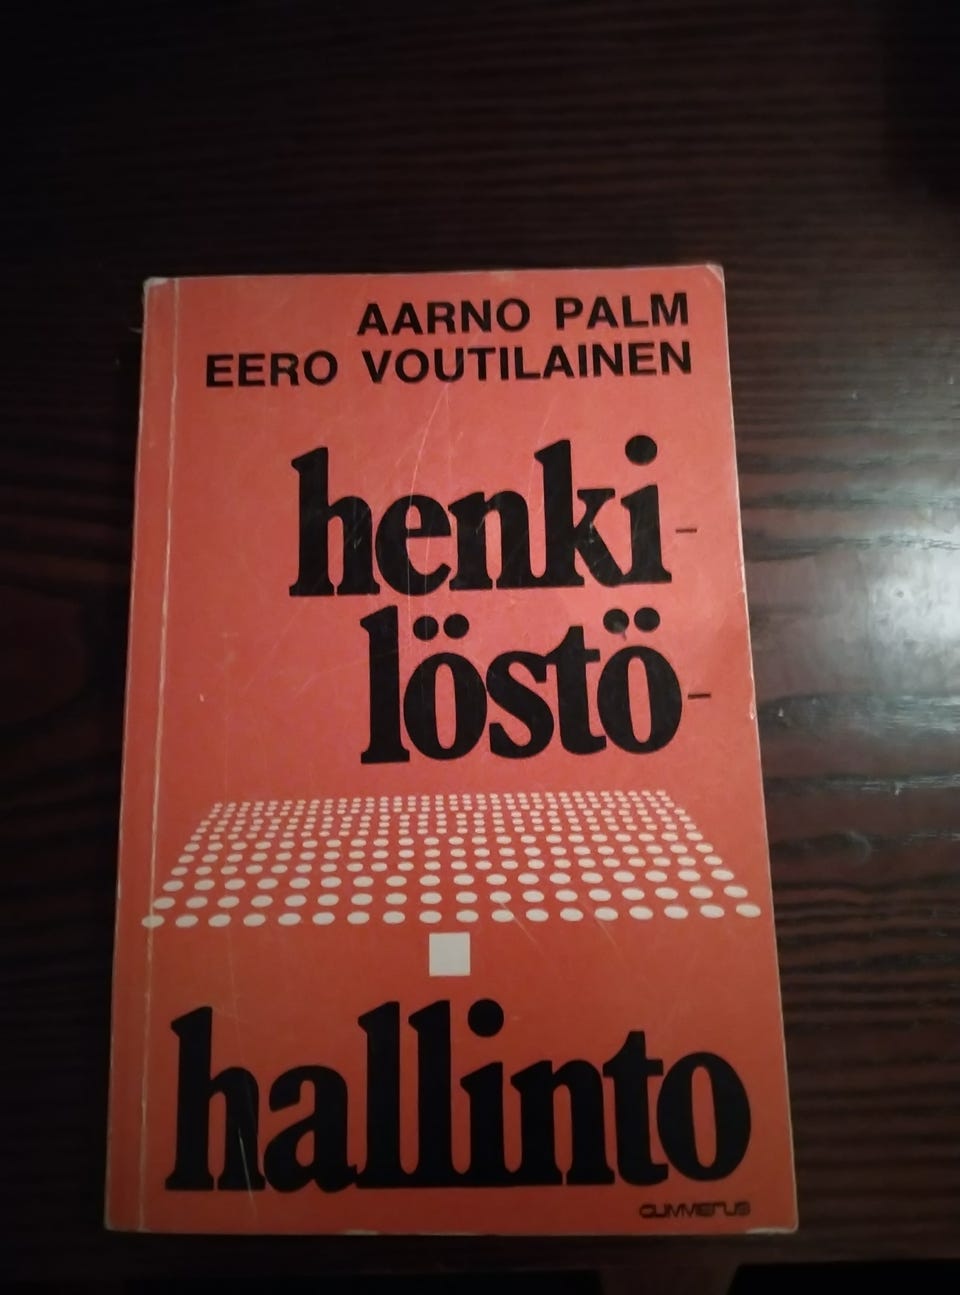 AARNO PALM
EERO VOUTILAINEN
henki-
löstö-
hallinto
GUMMERUS